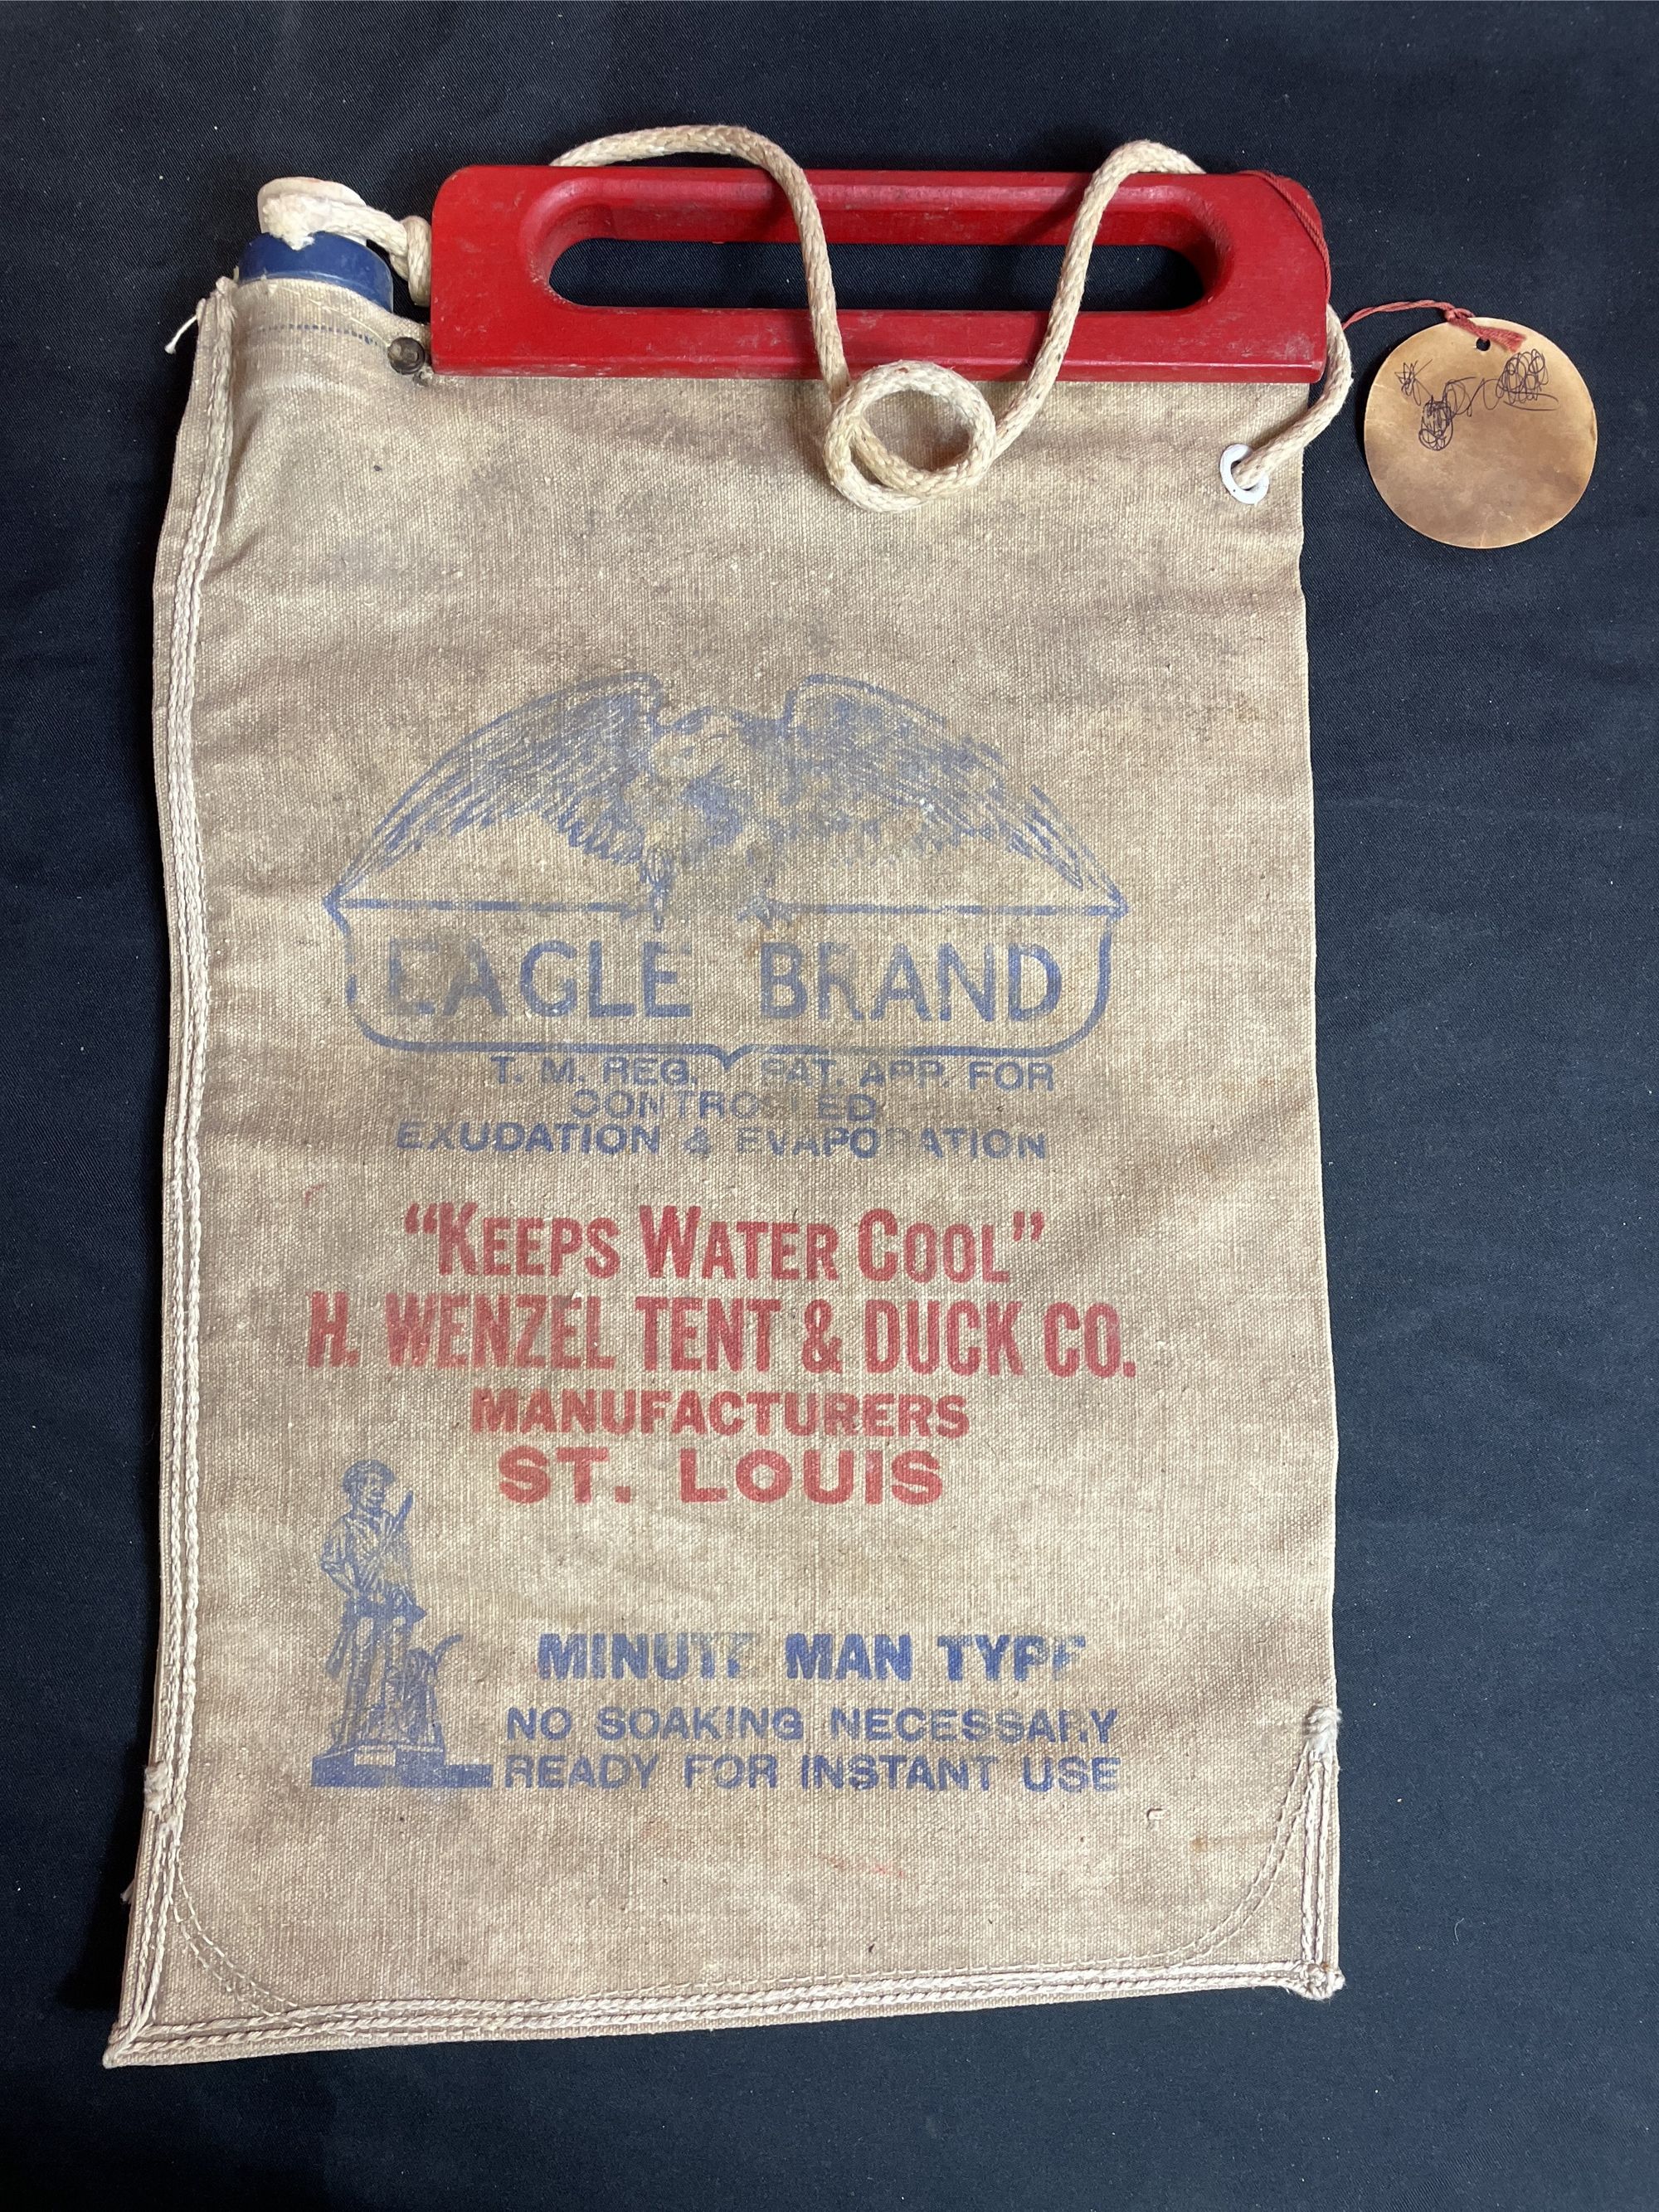 EAGLE BRAND
T. M. REG. PAT. APP. FOR
CONTROLLED
EXUDATION & EVAPORATION
“KEEPS WATER COOL”
H. WENZEL TENT & DUCK CO.
MANUFACTURERS
ST. LOUIS
MINUTE MAN TYPE
NO SOAKING NECESSARY
READY FOR INSTANT USE